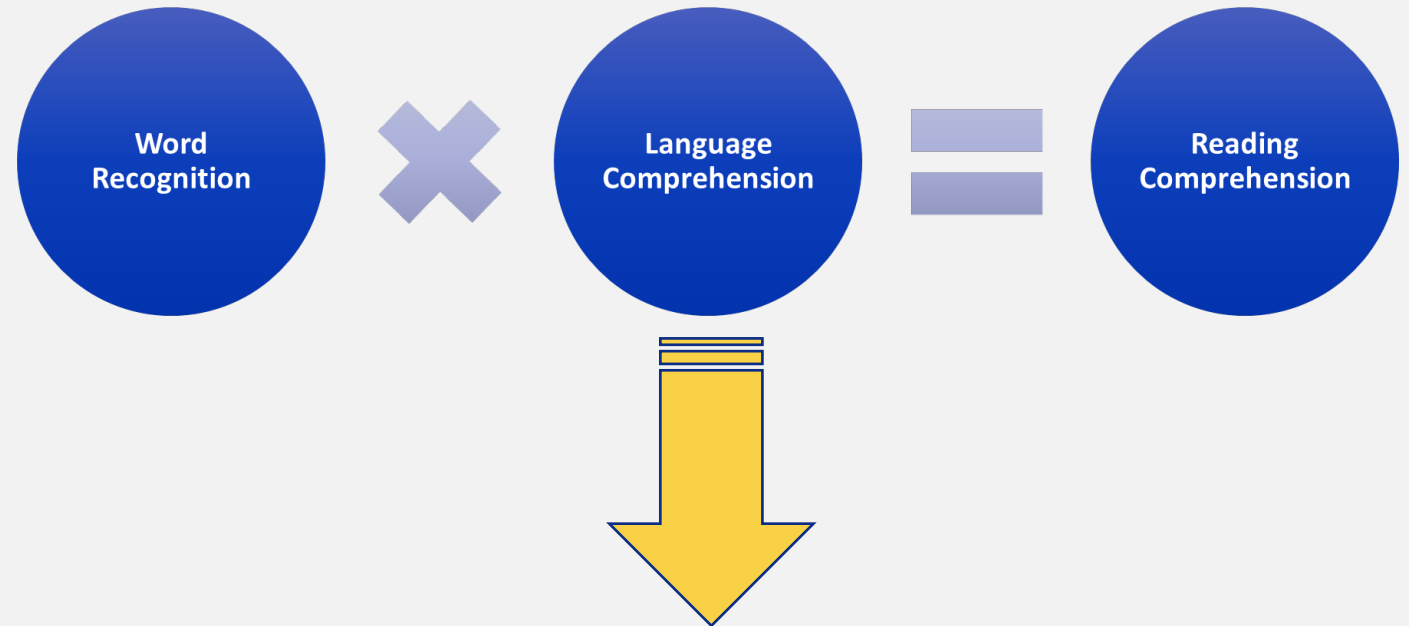 Word
Recognition
Language
Comprehension
Reading
Comprehension